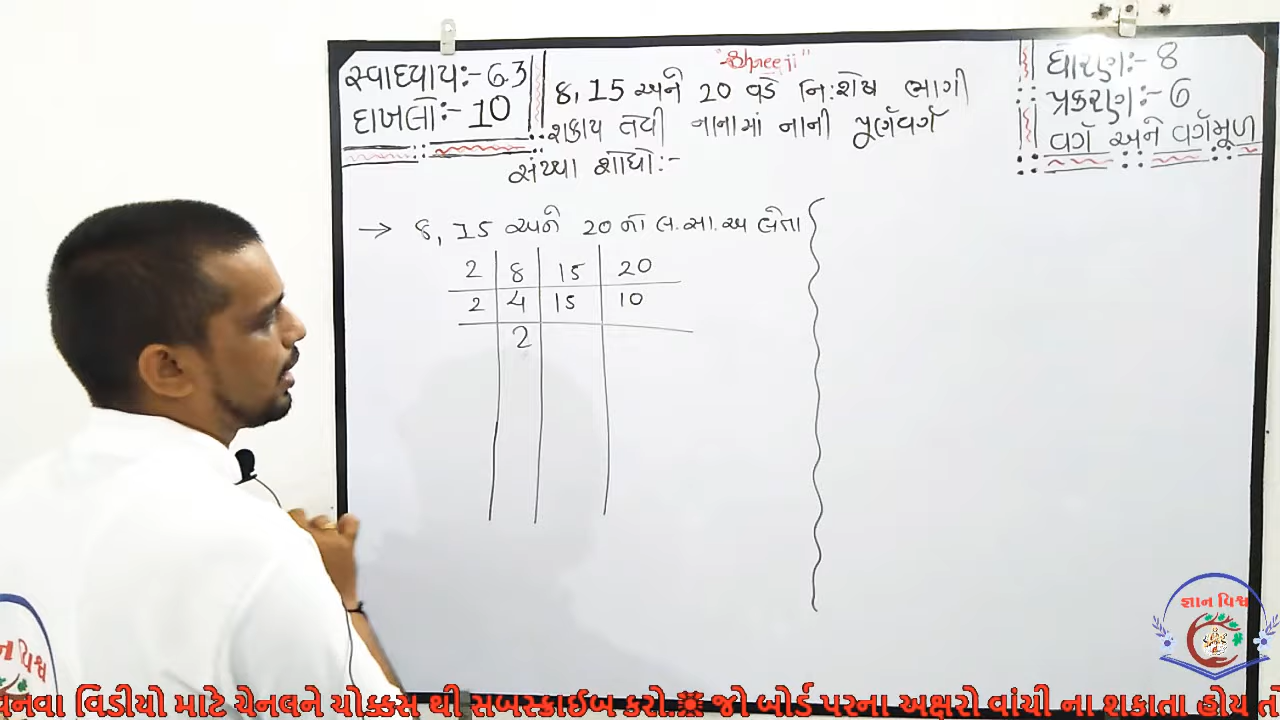 "Shreeji"
સ્વાધ્યાય:- 6.3
દાખલો:- 10
8, 15 અને 20 વડે નિ:શેષ ભાગી
શકાય તેવી નાનામાં નાની પૂર્ણવર્ગ
સંખ્યા શોધો:-
ધોરણ:- 8
પ્રકરણ:- 6
વર્ગ અને વર્ગમૂળ
→ 8, 15 અને 20 નો લ.સા.અ લેતા
2 8 15 20
2 4 15 10
2
જ્ઞાન વિશ્વ
ન વિશ્વ
વનવા વિડીયો માટે ચેનલને ચોક્કસ થી સબસ્ક્રાઈબ કરો. જો બોર્ડ પરના અક્ષરો વાંચી ના શકાતા હોય તો